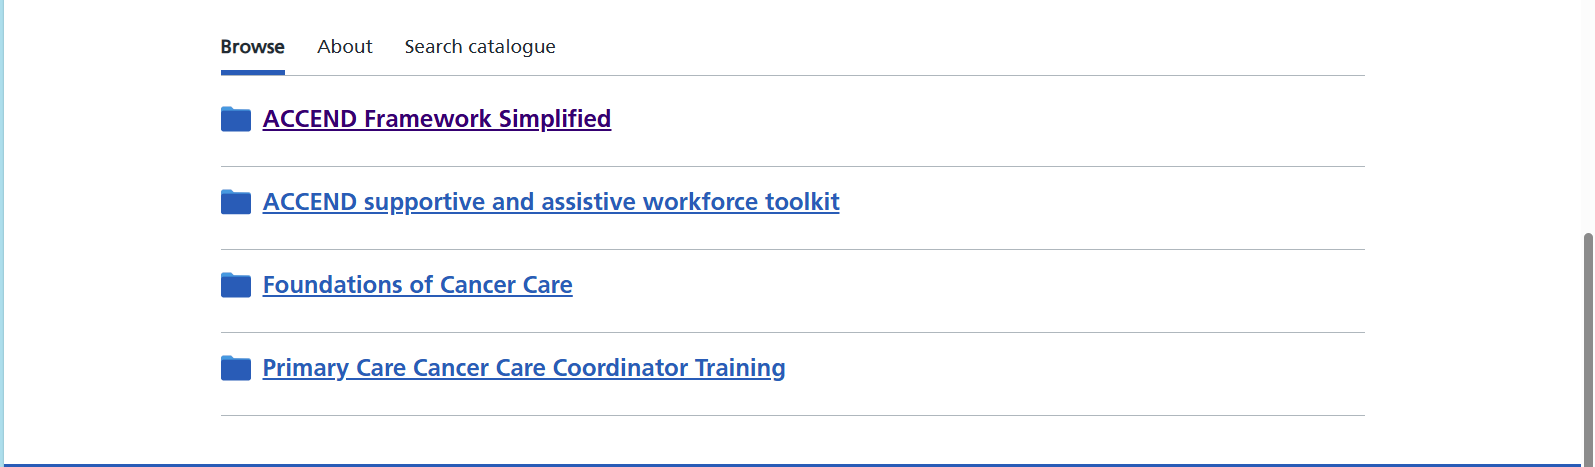 Browse About Search catalogue
ACCEND Framework Simplified
ACCEND supportive and assistive workforce toolkit
Foundations of Cancer Care
Primary Care Cancer Care Coordinator Training